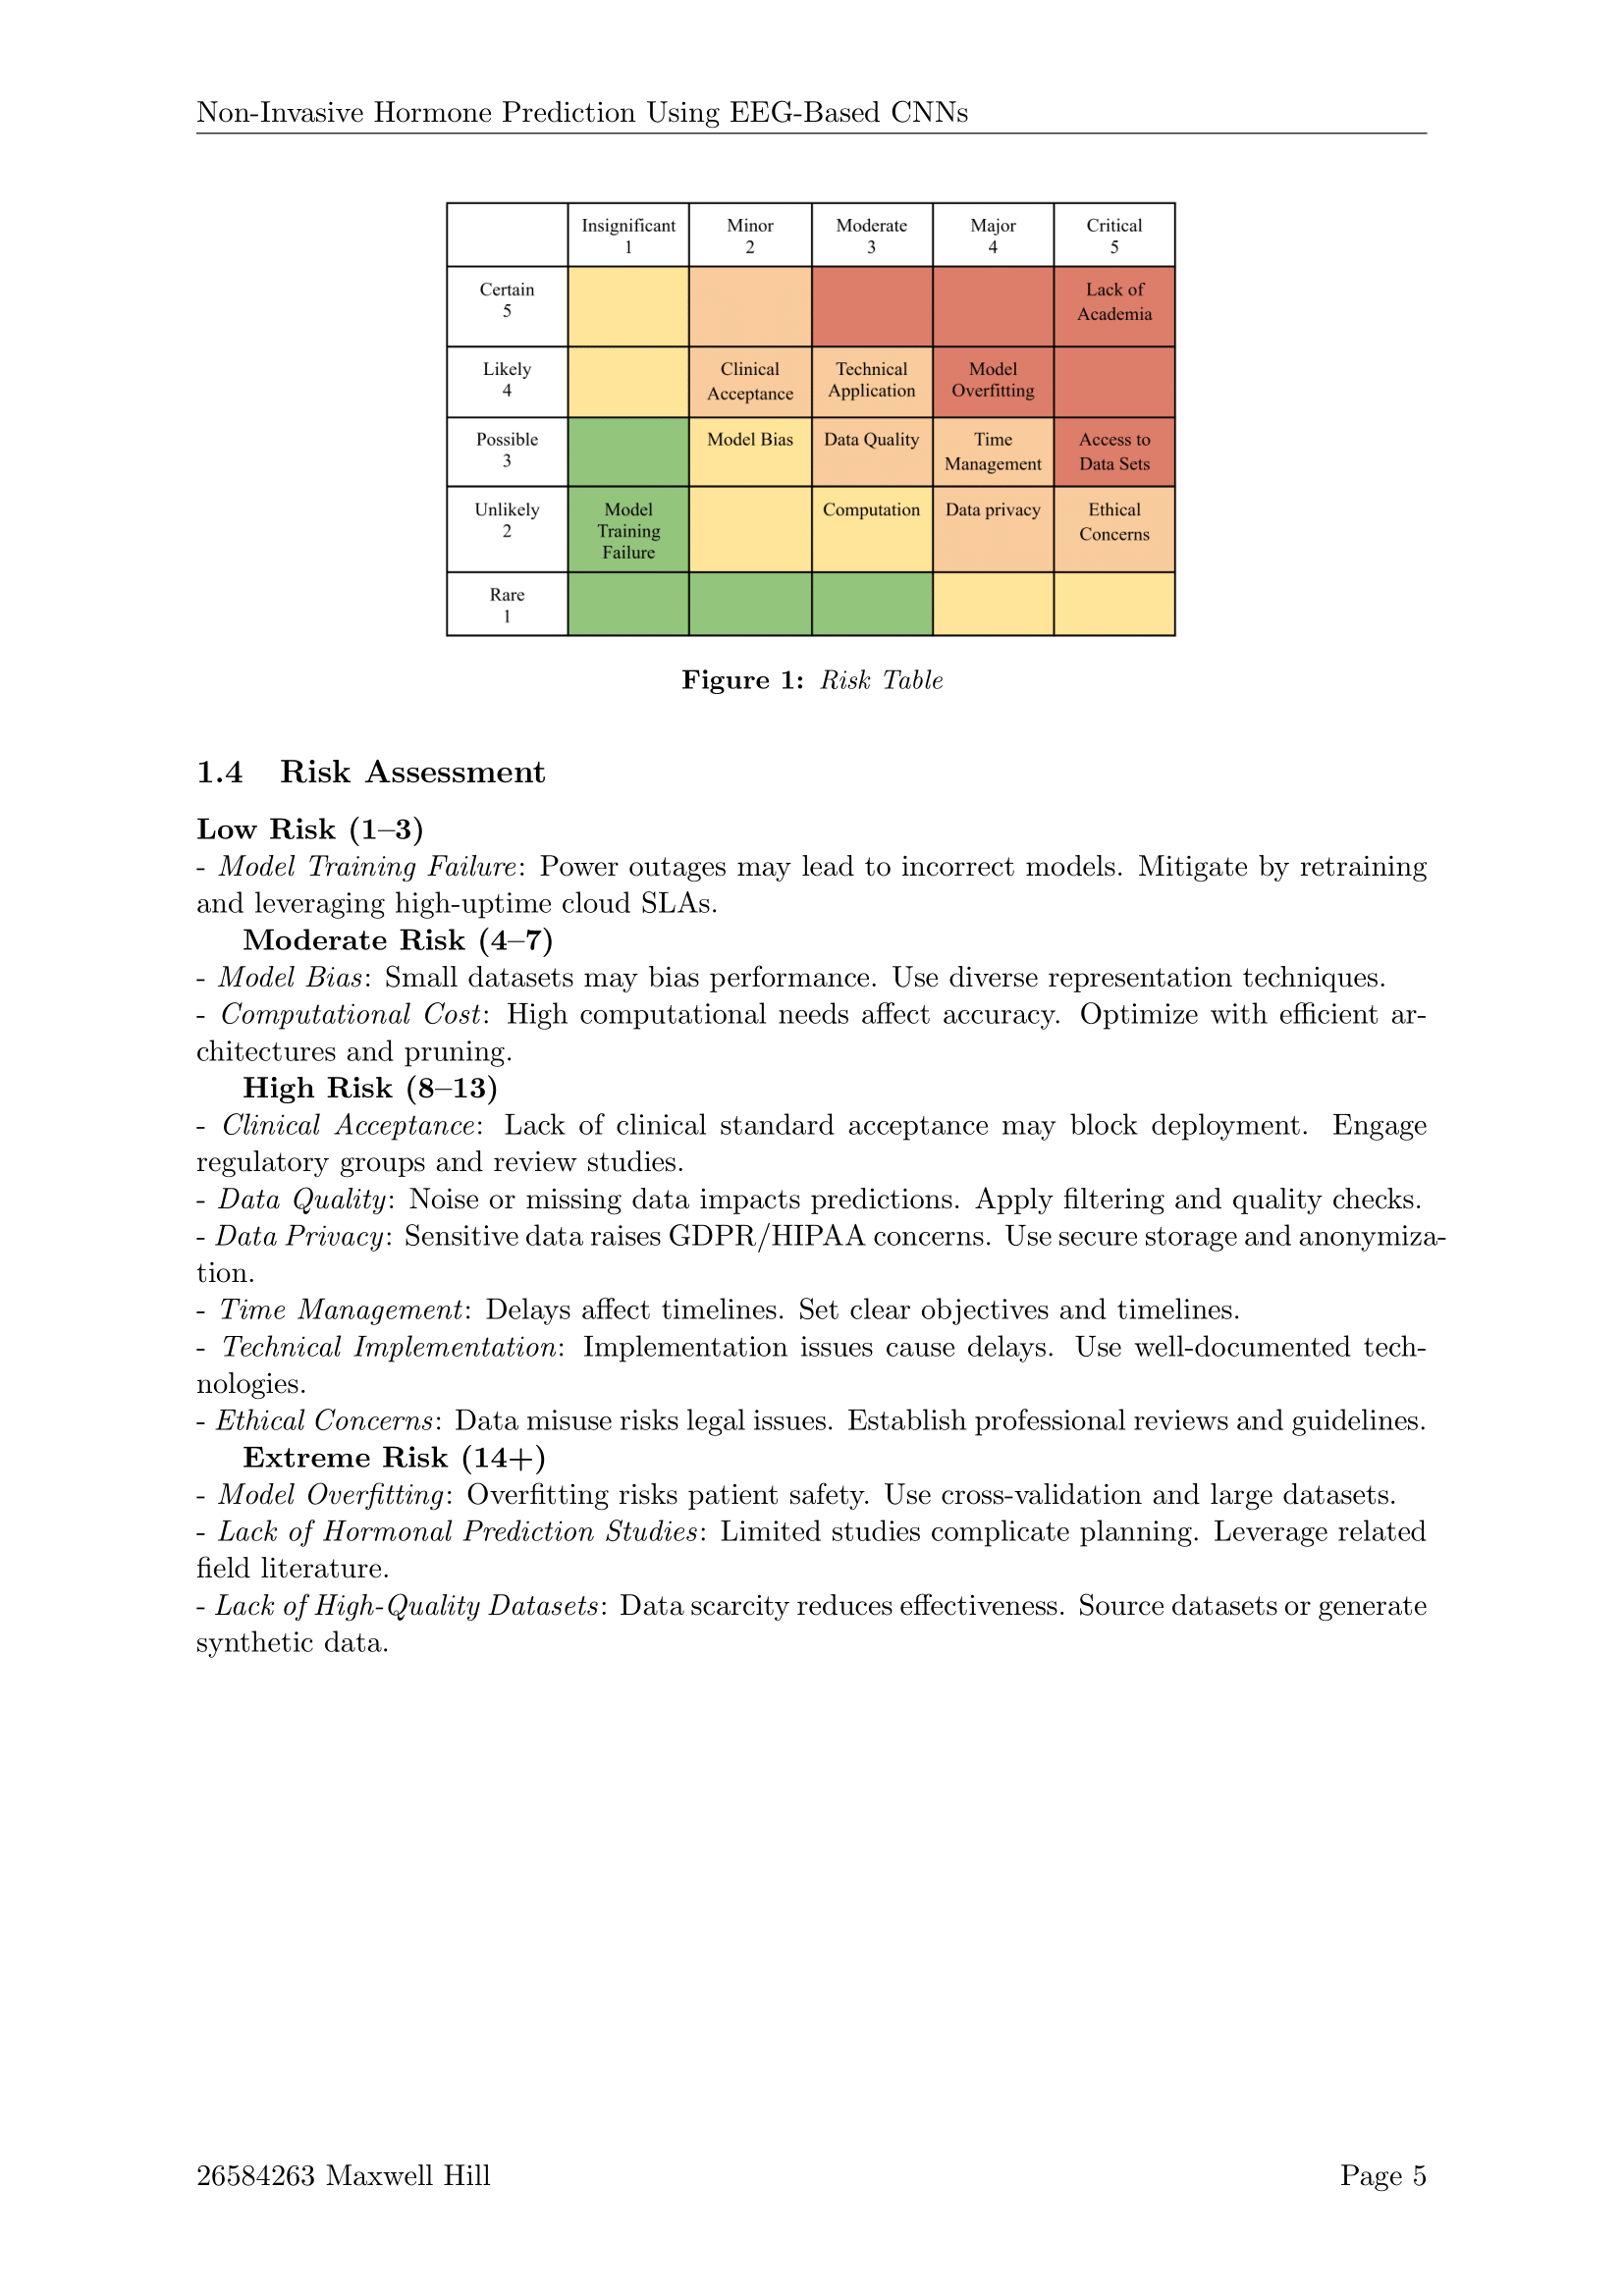 Non-Invasive Hormone Prediction Using EEG-Based CNNs
Insignificant Minor Moderate Major Critical
1 2 3 4 5
Certain Lack of
5 Academia
Likely Clinical Technical Model
4 Acceptance Application Overfitting
Possible Model Bias Data Quality Time Access to
3 Management Data Sets
Unlikely Model Computation Data privacy Ethical
2 Training Concerns
Failure
Rare
1
Figure 1: Risk Table
1.4 Risk Assessment
Low Risk (1–3)
- Model Training Failure: Power outages may lead to incorrect models. Mitigate by retraining
and leveraging high-uptime cloud SLAs.
Moderate Risk (4–7)
- Model Bias: Small datasets may bias performance. Use diverse representation techniques.
- Computational Cost: High computational needs affect accuracy. Optimize with efficient ar-
chitectures and pruning.
High Risk (8–13)
- Clinical Acceptance: Lack of clinical standard acceptance may block deployment. Engage
regulatory groups and review studies.
- Data Quality: Noise or missing data impacts predictions. Apply filtering and quality checks.
- Data Privacy: Sensitive data raises GDPR/HIPAA concerns. Use secure storage and anonymiza-
tion.
- Time Management: Delays affect timelines. Set clear objectives and timelines.
- Technical Implementation: Implementation issues cause delays. Use well-documented tech-
nologies.
- Ethical Concerns: Data misuse risks legal issues. Establish professional reviews and guidelines.
Extreme Risk (14+)
- Model Overfitting: Overfitting risks patient safety. Use cross-validation and large datasets.
- Lack of Hormonal Prediction Studies: Limited studies complicate planning. Leverage related
field literature.
- Lack of High-Quality Datasets: Data scarcity reduces effectiveness. Source datasets or generate
synthetic data.
26584263 Maxwell Hill Page 5